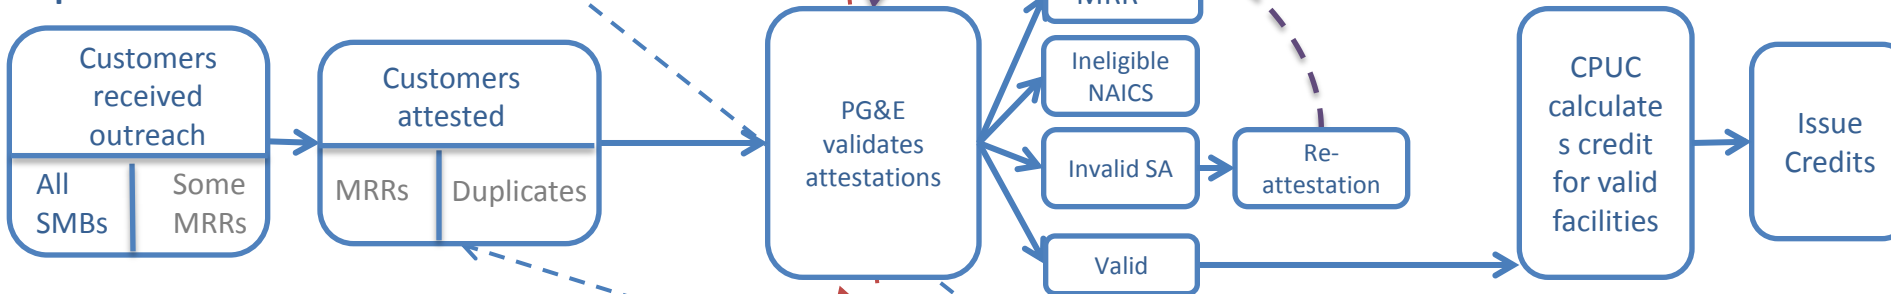 Customers
received
outreach
All
SMBs
Some
MRRs
Customers
attested
MRRs
Duplicates
PG&E
validates
attestations
MRR
Ineligible
NAICS
Invalid SA
Valid
Re-
attestation
CPUC
calculate
s credit
for valid
facilities
Issue
Credits